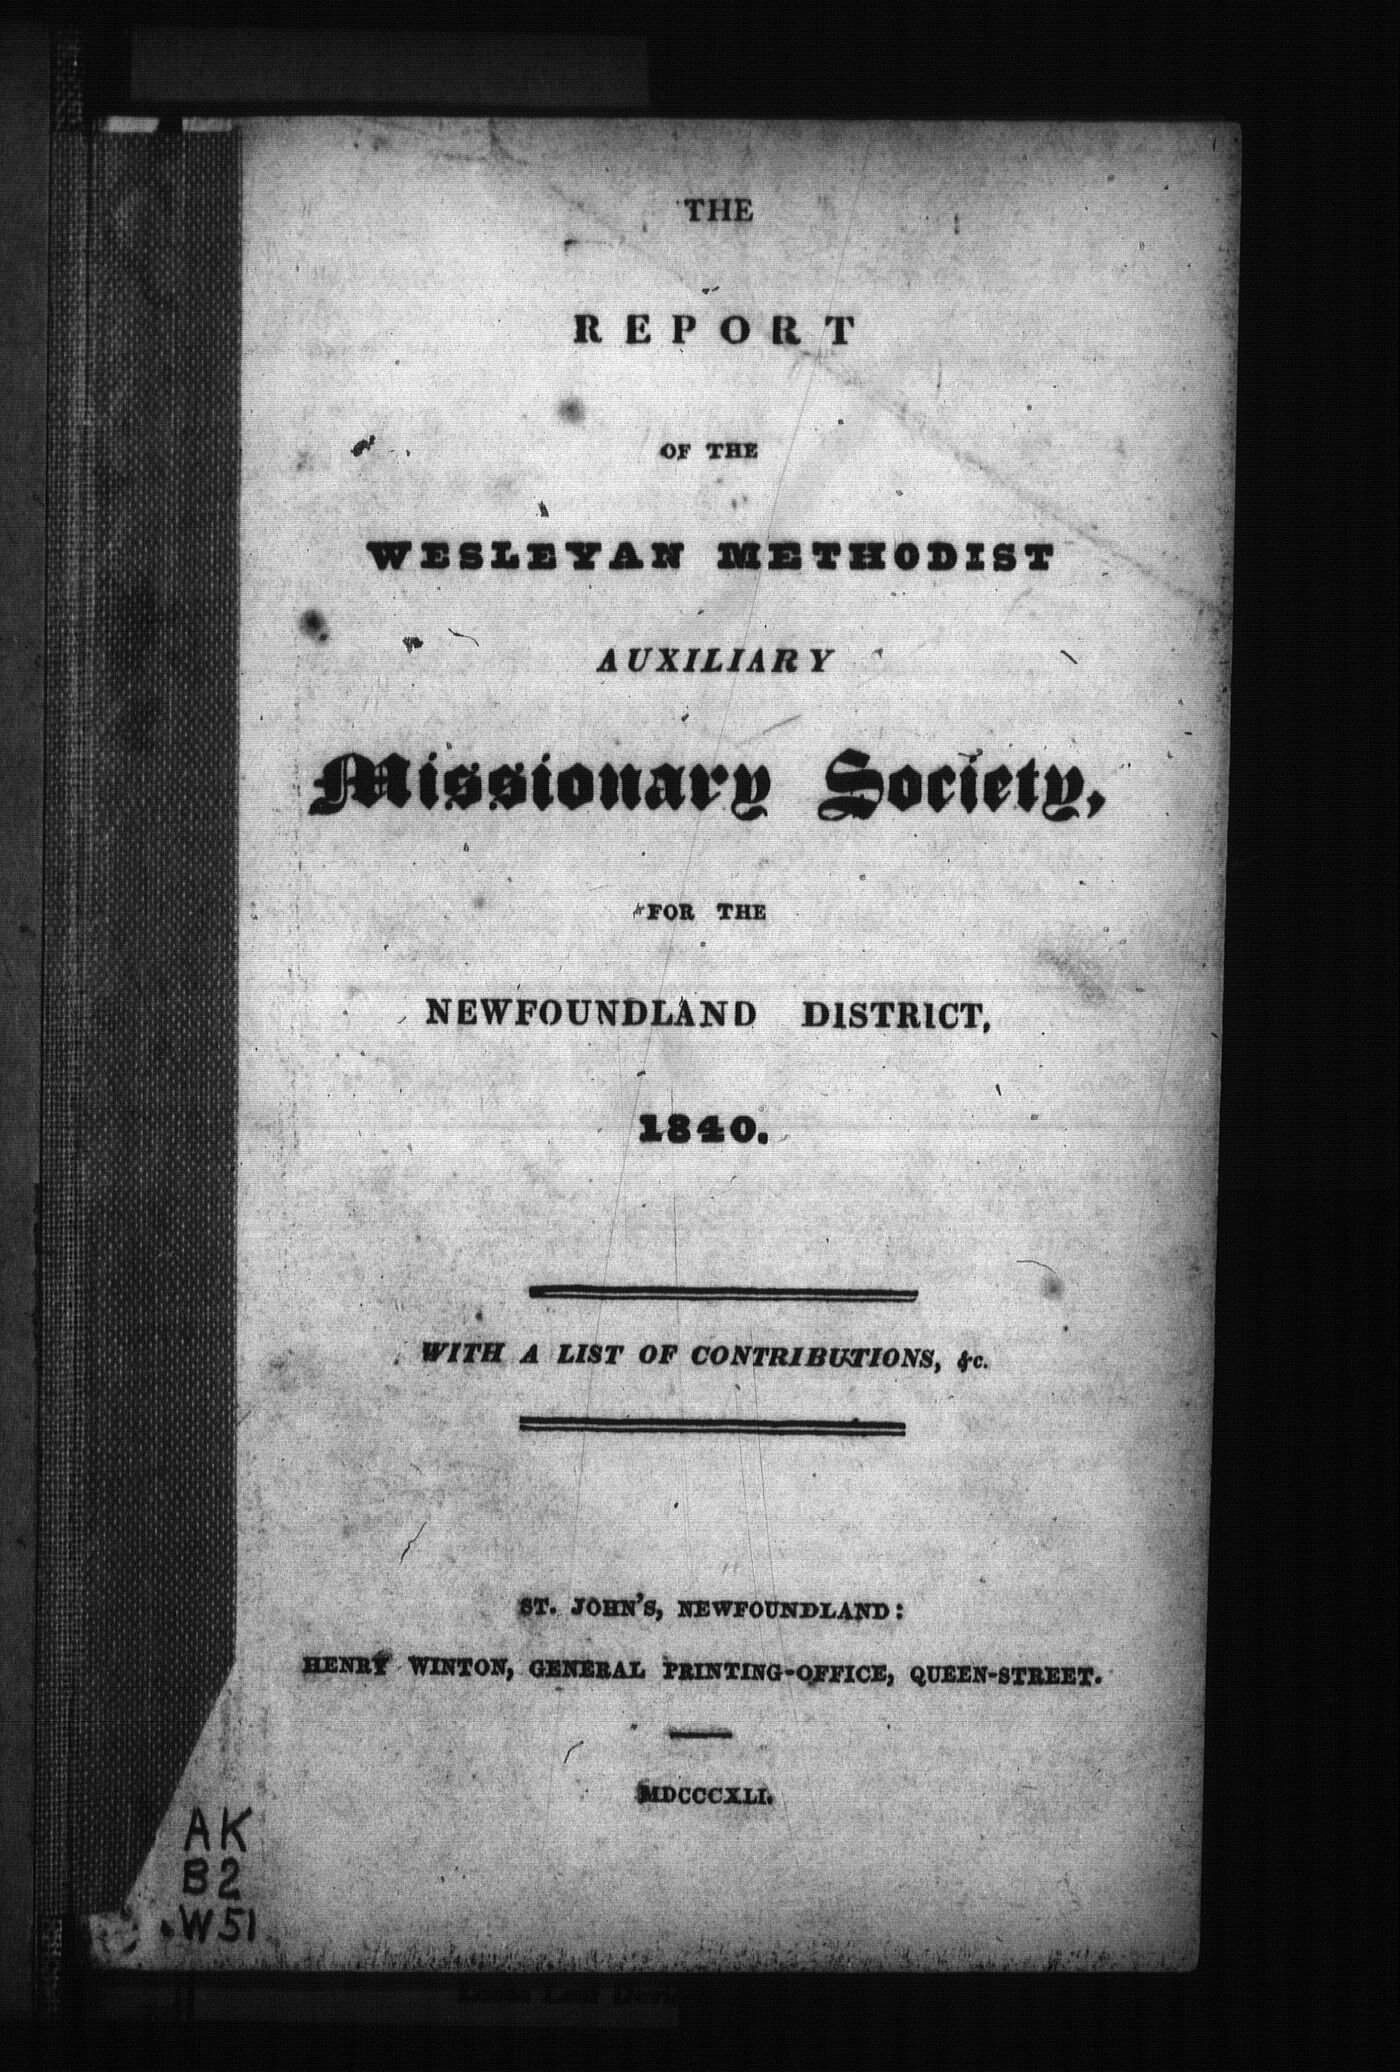 THE
REPORT
OF THE
WESLEYAN METHODIST
AUXILIARY
Missionary Society,
FOR THE
NEWFOUNDLAND DISTRICT,
1840.
WITH A LIST OF CONTRIBUTIONS, &c.
ST. JOHN'S, NEWFOUNDLAND:
HENRY WINTON, GENERAL PRINTING-OFFICE, QUEEN-STREET.
MDCCCXLI.
AK
B2
W51